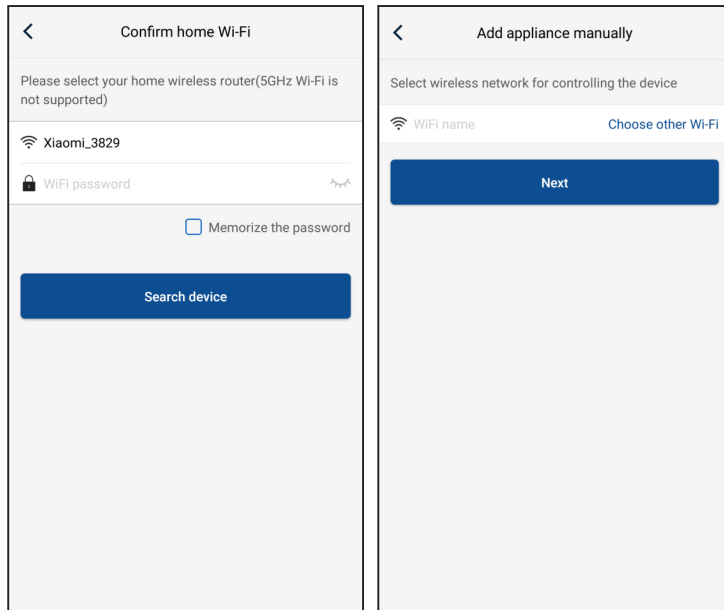 Confirm home Wi-Fi
Please select your home wireless router(5GHz Wi-Fi is
not supported)
Xiaomi_3829
WiFi password
Memorize the password
Search device
Add appliance manually
Select wireless network for controlling the device
WiFi name
Choose other Wi-Fi
Next